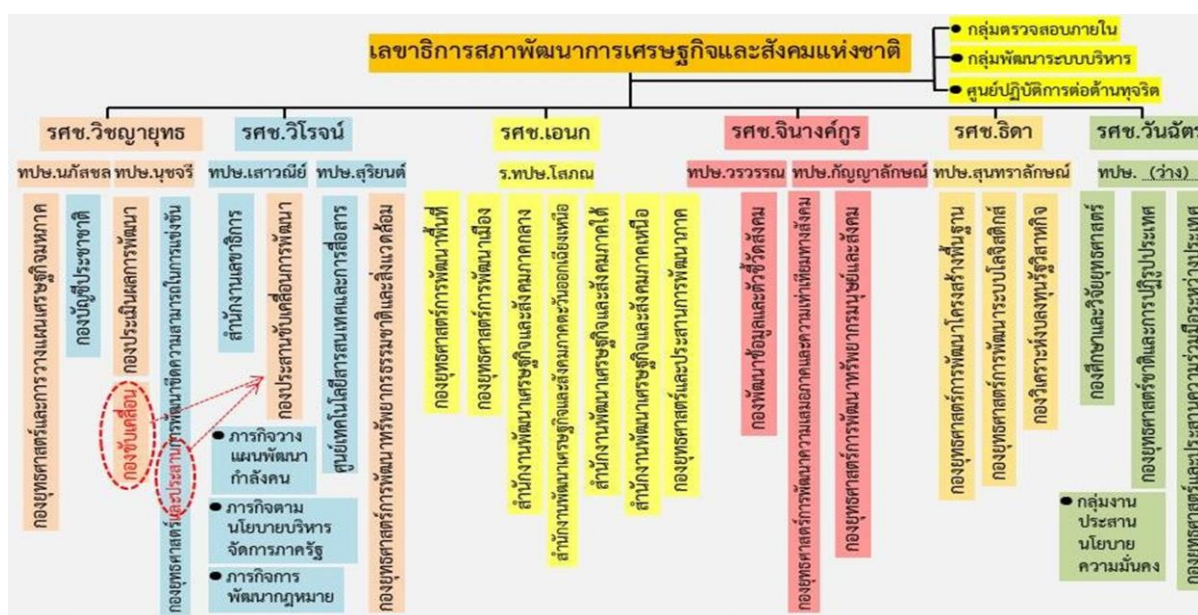 เลขาธิการสภาพัฒนาการเศรษฐกิจและสังคมแห่งชาติ
กลุ่มตรวจสอบภายใน
กลุ่มพัฒนาระบบบริหาร
ศูนย์ปฏิบัติการต่อต้านทุจริต
รศช.วิชญายุทธ
รศช.วิโรจน์
รศช.เอนก
รศช.จินางค์กูร
รศช.ธิดา
รศช.วันฉัตร
ทปษ.นภัสชล
ทปษ.นุชจรี
ทปษ.เสาวณีย์
ทปษ.สุริยนต์
ร.ทปษ.โสภณ
ทปษ.วรวรรณ
ทปษ.กัญญาลักษณ์
ทปษ.สุนทราลักษณ์
ทปษ. (ว่าง)
กองยุทธศาสตร์และการวางแผนเศรษฐกิจมหภาค
กองบัญชีประชาชาติ
กองประเมินผลการพัฒนา
กองขับเคลื่อน
กองยุทธศาสตร์และประสานการพัฒนาขีดความสามารถในการแข่งขัน
สำนักงานเลขาธิการ
กองประสานขับเคลื่อนการพัฒนา
ศูนย์เทคโนโลยีสารสนเทศและการสื่อสาร
กองยุทธศาสตร์การพัฒนาทรัพยากรธรรมชาติและสิ่งแวดล้อม
ภารกิจวาง
แผนพัฒนา
กำลังคน
ภารกิจตาม
นโยบายบริหาร
จัดการภาครัฐ
ภารกิจการ
พัฒนากฎหมาย
กองยุทธศาสตร์การพัฒนาพื้นที่
กองยุทธศาสตร์การพัฒนาเมือง
สำนักงานพัฒนาเศรษฐกิจและสังคมภาคกลาง
สำนักงานพัฒนาเศรษฐกิจและสังคมภาคตะวันออกเฉียงเหนือ
สำนักงานพัฒนาเศรษฐกิจและสังคมภาคใต้
สำนักงานพัฒนาเศรษฐกิจและสังคมภาคเหนือ
กองยุทธศาสตร์และประสานการพัฒนาภาค
กองพัฒนาข้อมูลและตัวชี้วัดสังคม
กองยุทธศาสตร์การพัฒนาความเสมอภาคและความเท่าเทียมทางสังคม
กองยุทธศาสตร์การพัฒนาทรัพยากรมนุษย์และสังคม
กองยุทธศาสตร์การพัฒนาโครงสร้างพื้นฐาน
กองยุทธศาสตร์การพัฒนาระบบโลจิสติกส์
กองวิเคราะห์งบลงทุนรัฐวิสาหกิจ
กองศึกษาและวิจัยยุทธศาสตร์
กองยุทธศาสตร์ชาติและการปฏิรูปประเทศ
กองยุทธศาสตร์และประสานความร่วมมือระหว่างประเทศ
กลุ่มงาน
ประสาน
นโยบาย
ความมั่นคง